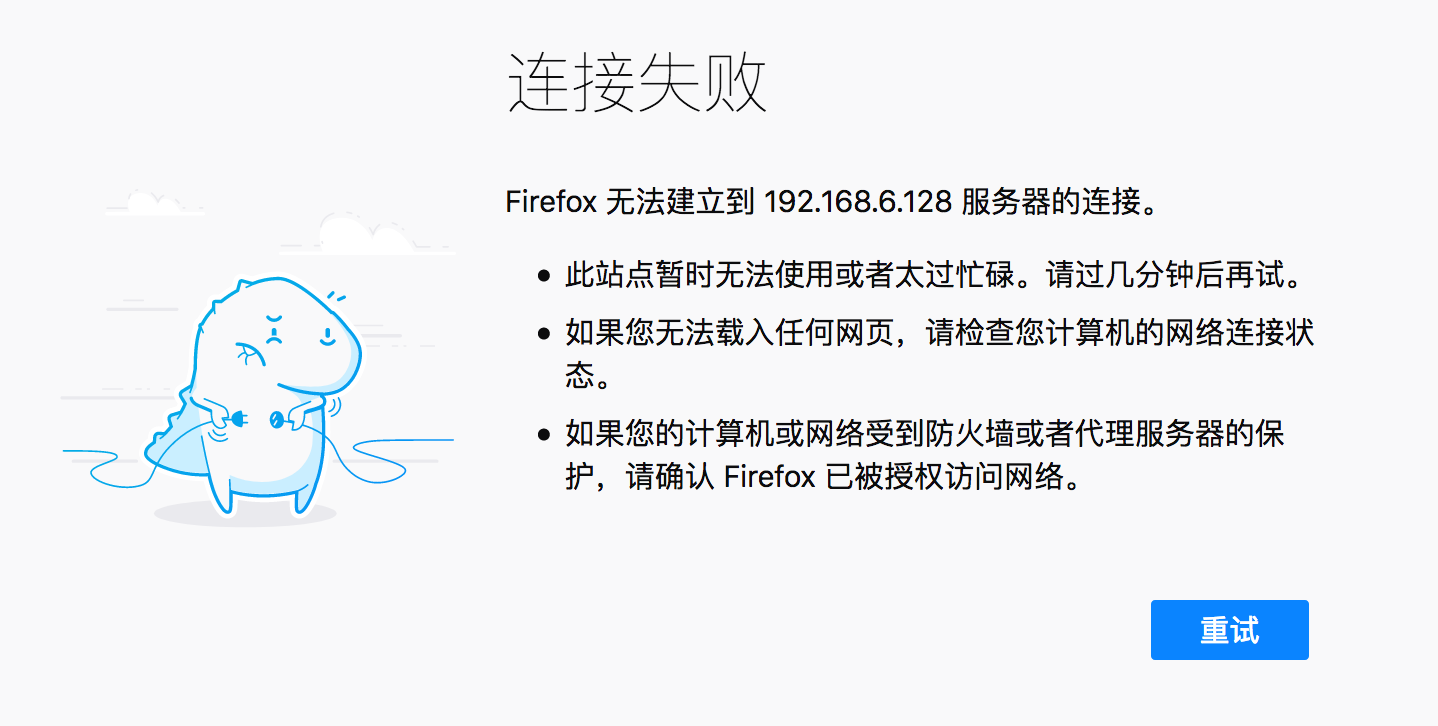 连接失败
Firefox 无法建立到 192.168.6.128 服务器的连接。
此站点暂时无法使用或者太过忙碌。请过几分钟后再试。
如果您无法载入任何网页，请检查您计算机的网络连接状
态。
如果您的计算机或网络受到防火墙或者代理服务器的保
护，请确认 Firefox 已被授权访问网络。
重试